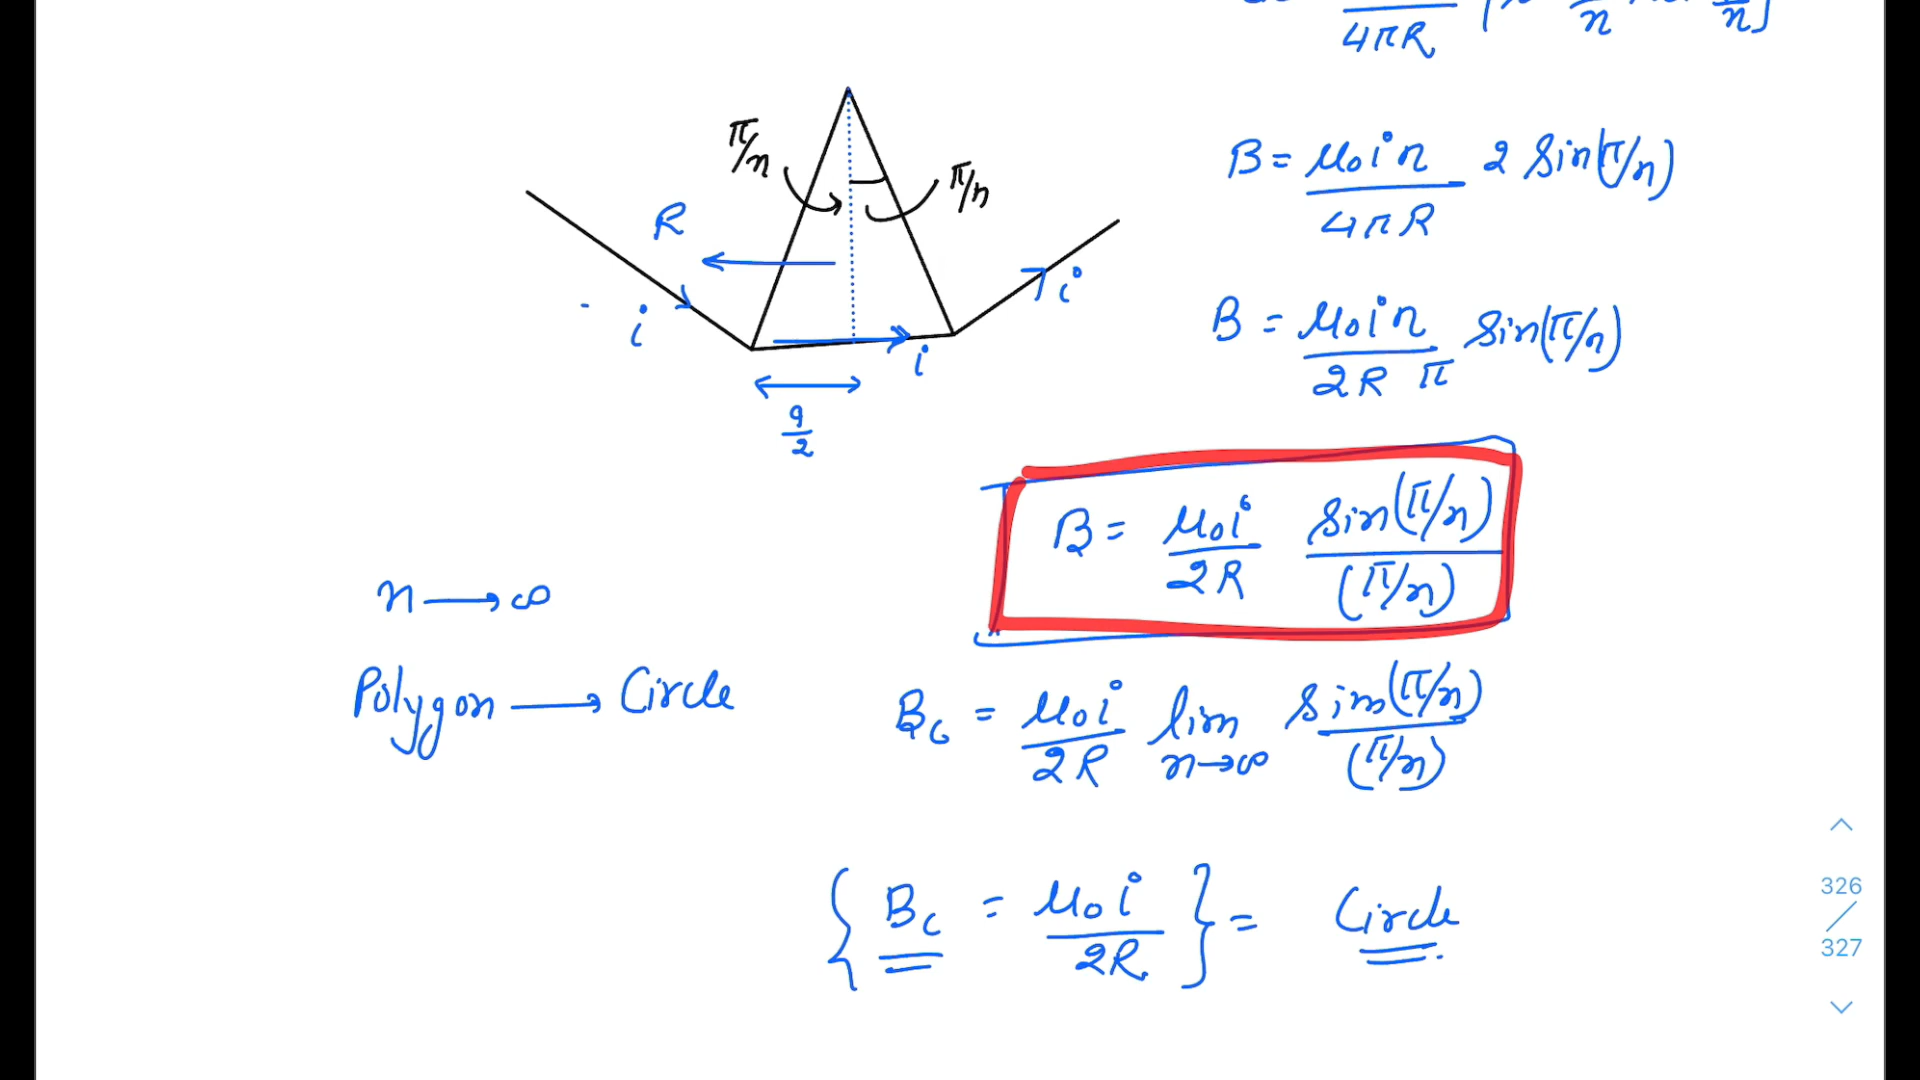 4πR n n]
B = μ₀in/4πR 2 Sin(π/n)
π/n
π/n
R
i
i
i
a/2
B = μ₀in/2R π Sin(π/n)
B = μ₀i/2R Sin(π/n)/(π/n)
n ⟶ ∞
Polygon ⟶ Circle
B_C = μ₀i/2R lim n→∞ Sin(π/n)/(π/n)
{ B_C = μ₀i/2R } = Circle
326
/
327